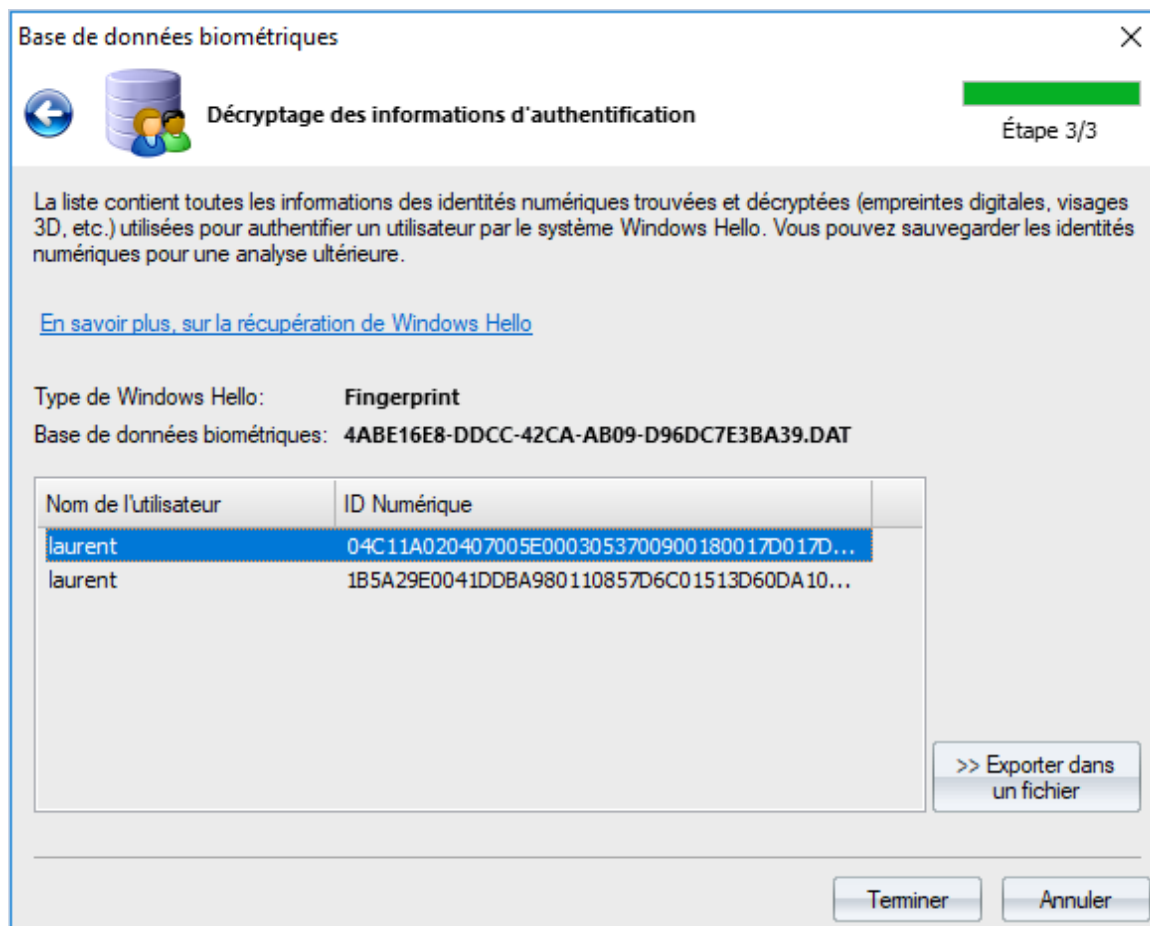 Base de données biométriques
Décryptage des informations d'authentification
Étape 3/3
La liste contient toutes les informations des identités numériques trouvées et décryptées (empreintes digitales, visages
3D, etc.) utilisées pour authentifier un utilisateur par le système Windows Hello. Vous pouvez sauvegarder les identités
numériques pour une analyse ultérieure.
En savoir plus, sur la récupération de Windows Hello
Type de Windows Hello: Fingerprint
Base de données biométriques: 4ABE16E8-DDCC-42CA-AB09-D96DC7E3BA39.DAT
Nom de l'utilisateur ID Numérique
laurent 04C11A020407005E0003053700900180017D017D...
laurent 1B5A29E0041DDBA980110857D6C01513D60DA10...
>> Exporter dans
un fichier
Terminer Annuler